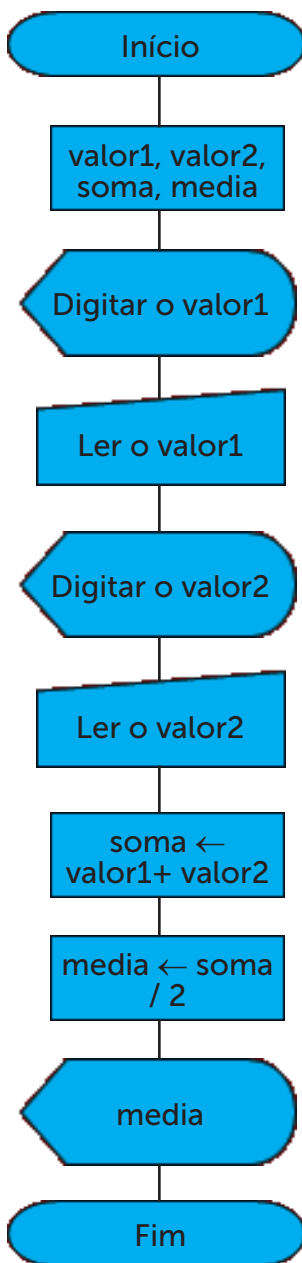 Início
valor1, valor2,
soma, media
Digitar o valor1
Ler o valor1
Digitar o valor2
Ler o valor2
soma ←
valor1+ valor2
media ← soma
/ 2
media
Fim